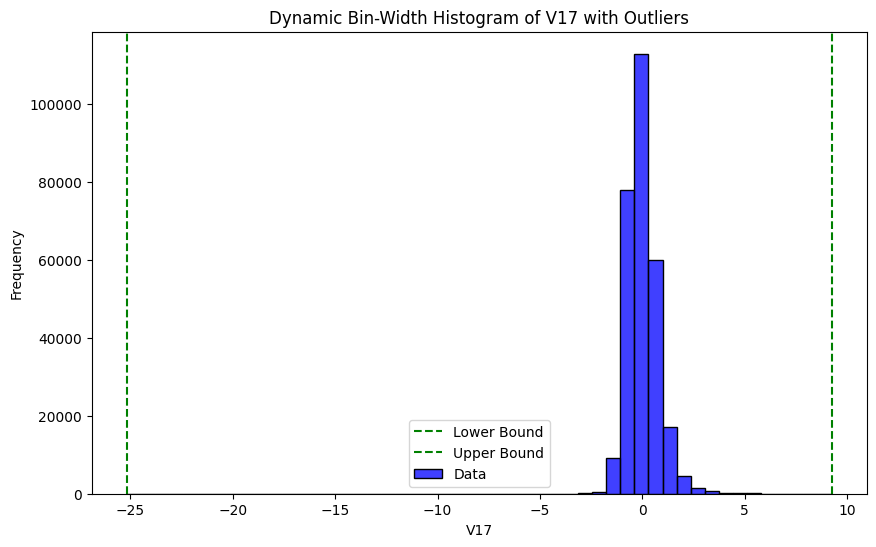 Dynamic Bin-Width Histogram of V17 with Outliers
Frequency
100000
80000
60000
40000
20000
0
Lower Bound
Upper Bound
Data
−25
−20
−15
−10
−5
0
5
10
V17